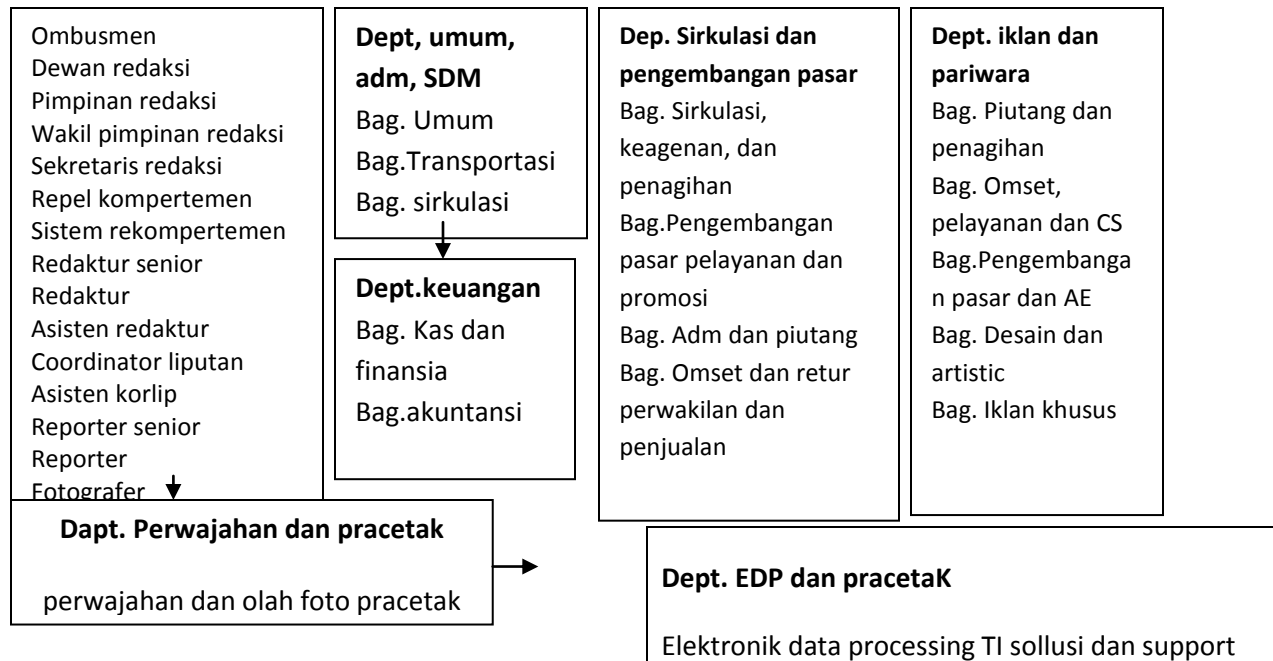 Ombusmen
Dewan redaksi
Pimpinan redaksi
Wakil pimpinan redaksi
Sekretaris redaksi
Repel kompertemen
Sistem rekompertemen
Redaktur senior
Redaktur
Asisten redaktur
Coordinator liputan
Asisten korlip
Reporter senior
Reporter
Fotografer
Dept, umum,
adm, SDM
Bag. Umum
Bag.Transportasi
Bag. sirkulasi
Dept.keuangan
Bag. Kas dan
finansia
Bag.akuntansi
Dep. Sirkulasi dan
pengembangan pasar
Bag. Sirkulasi,
keagenan, dan
penagihan
Bag.Pengembangan
pasar pelayanan dan
promosi
Bag. Adm dan piutang
Bag. Omset dan retur
perwakilan dan
penjualan
Dept. iklan dan
pariwara
Bag. Piutang dan
penagihan
Bag. Omset,
pelayanan dan CS
Bag.Pengembanga
n pasar dan AE
Bag. Desain dan
artistic
Bag. Iklan khusus
Dapt. Perwajahan dan pracetak
perwajahan dan olah foto pracetak
Dept. EDP dan pracetaK
Elektronik data processing TI sollusi dan support